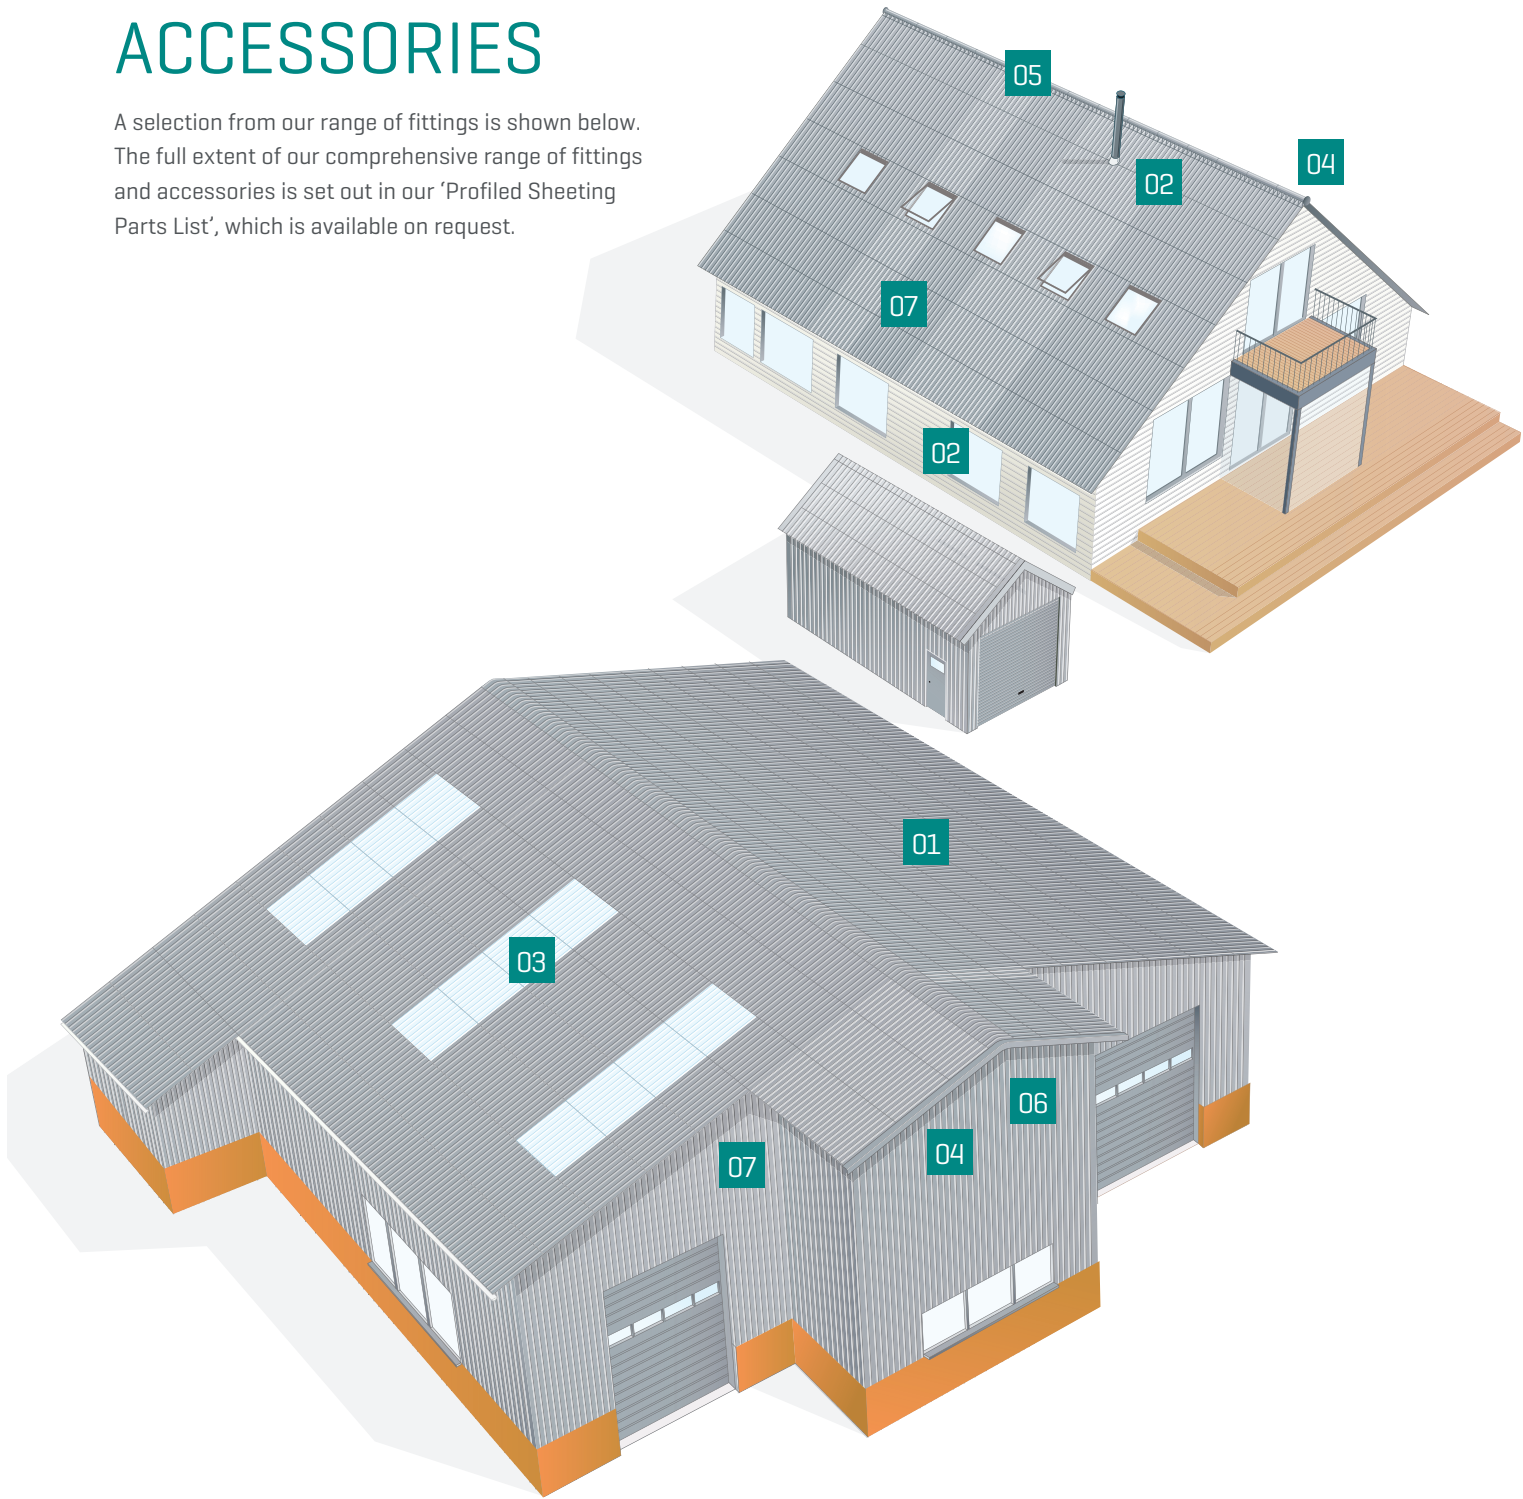 ACCESSORIES
A selection from our range of fittings is shown below.
The full extent of our comprehensive range of fittings
and accessories is set out in our ‘Profiled Sheeting
Parts List’, which is available on request.
05
04
02
07
02
01
03
06
04
07